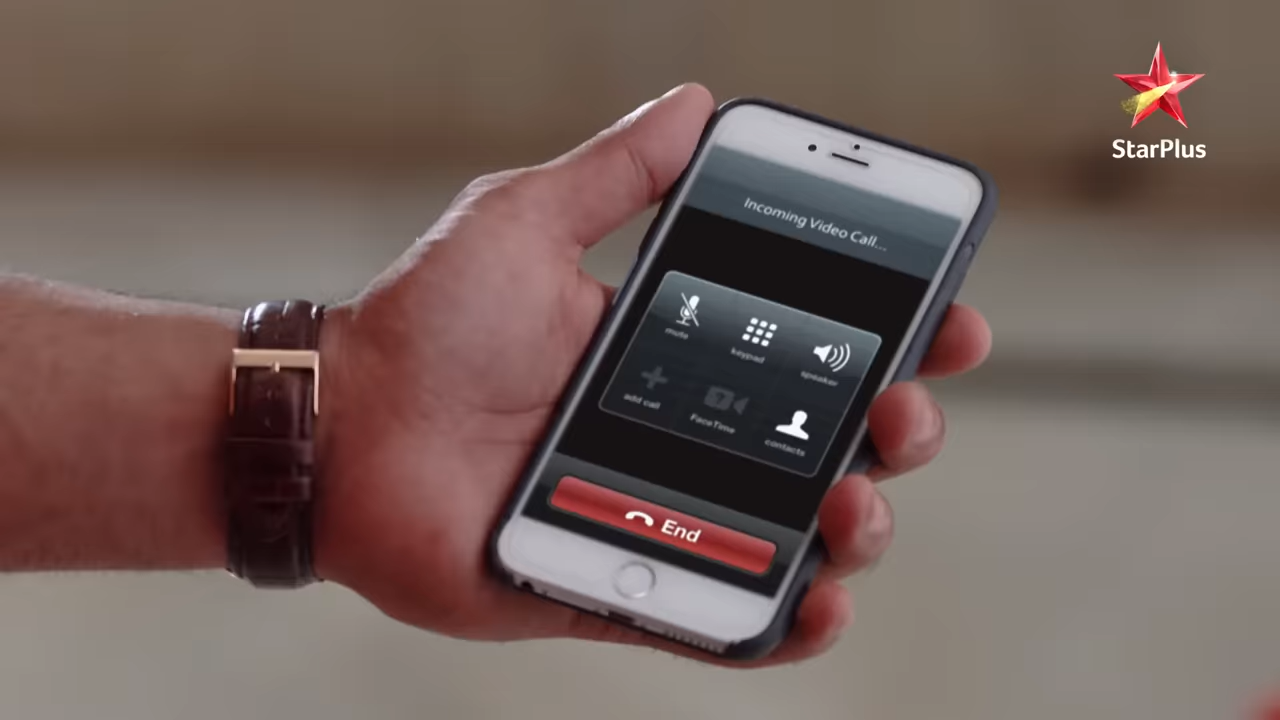 StarPlus
Incoming Video Call...
mute
keypad
speaker
add call
FaceTime
contacts
End